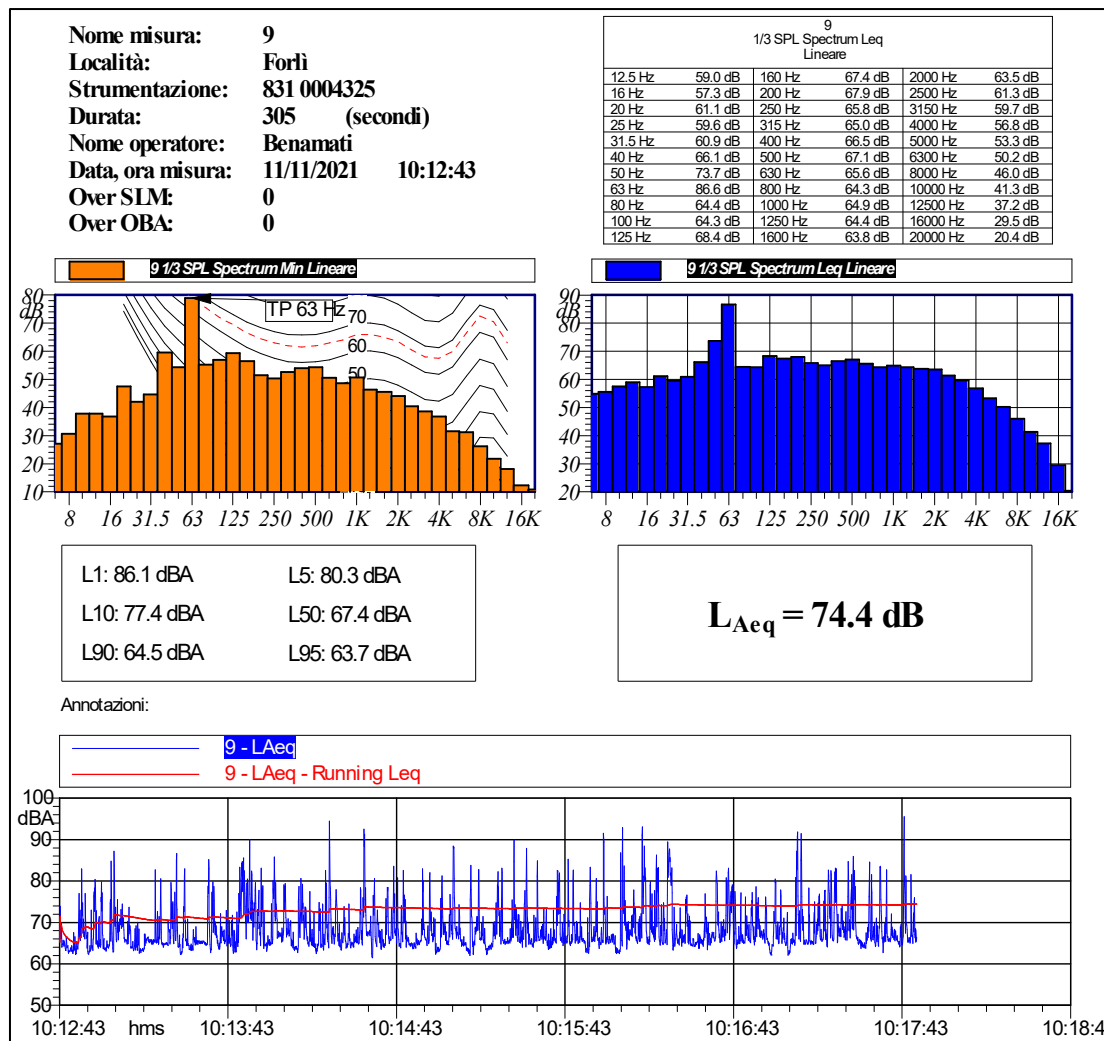 Nome misura: 9
Località: Forlì
Strumentazione: 831 0004325
Durata: 305 (secondi)
Nome operatore: Benamati
Data, ora misura: 11/11/2021 10:12:43
Over SLM: 0
Over OBA: 0
9
1/3 SPL Spectrum Leq
Lineare
12.5 Hz 59.0 dB 160 Hz 67.4 dB 2000 Hz 63.5 dB
16 Hz 57.3 dB 200 Hz 67.9 dB 2500 Hz 61.3 dB
20 Hz 61.1 dB 250 Hz 65.8 dB 3150 Hz 59.7 dB
25 Hz 59.6 dB 315 Hz 65.0 dB 4000 Hz 56.8 dB
31.5 Hz 60.9 dB 400 Hz 66.5 dB 5000 Hz 53.3 dB
40 Hz 66.1 dB 500 Hz 67.1 dB 6300 Hz 50.2 dB
50 Hz 73.7 dB 630 Hz 65.6 dB 8000 Hz 46.0 dB
63 Hz 86.6 dB 800 Hz 64.3 dB 10000 Hz 41.3 dB
80 Hz 64.4 dB 1000 Hz 64.9 dB 12500 Hz 37.2 dB
100 Hz 64.3 dB 1250 Hz 64.4 dB 16000 Hz 29.5 dB
125 Hz 68.4 dB 1600 Hz 63.8 dB 20000 Hz 20.4 dB
9 1/3 SPL Spectrum Min Lineare
80
dB
70
60
50
40
30
20
10
TP 63 Hz
70
60
50
8 16 31.5 63 125 250 500 1K 2K 4K 8K 16K
9 1/3 SPL Spectrum Leq Lineare
90
dB
80
70
60
50
40
30
20
8 16 31.5 63 125 250 500 1K 2K 4K 8K 16K
L1: 86.1 dBA L5: 80.3 dBA
L10: 77.4 dBA L50: 67.4 dBA
L90: 64.5 dBA L95: 63.7 dBA
LAeq = 74.4 dB
Annotazioni:
9 - LAeq
9 - LAeq - Running Leq
100
dBA
90
80
70
60
50
10:12:43 hms 10:13:43 10:14:43 10:15:43 10:16:43 10:17:43 10:18:4